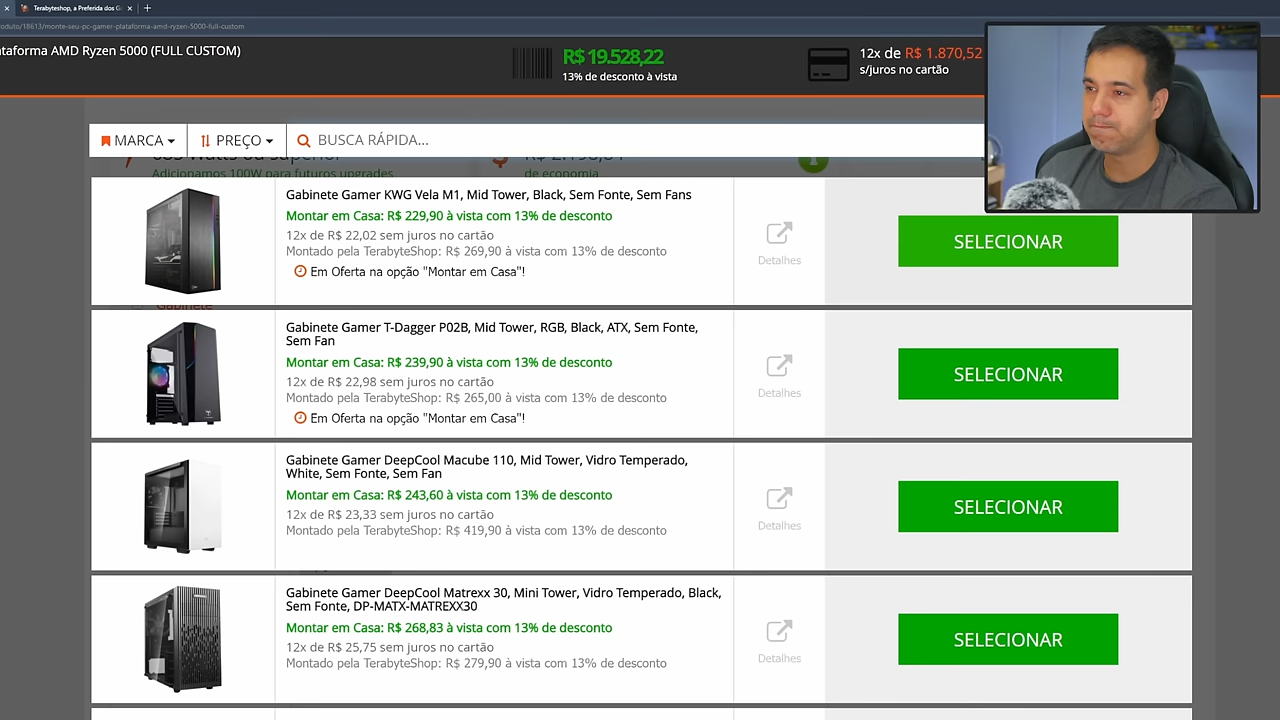 Terabyteshop, a Preferida dos G
oduto/18613/monte-seu-pc-gamer-plataforma-amd-ryzen-5000-full-custom
ataforma AMD Ryzen 5000 (FULL CUSTOM)
R$ 19.528,22
13% de desconto à vista
12x de R$ 1.870,52
s/juros no cartão
MARCA
PREÇO
BUSCA RÁPIDA...
Watts ou superior
Adicionamos 100W para futuros upgrades
de economia
Gabinete Gamer KWG Vela M1, Mid Tower, Black, Sem Fonte, Sem Fans
Montar em Casa: R$ 229,90 à vista com 13% de desconto
12x de R$ 22,02 sem juros no cartão
Montado pela TerabyteShop: R$ 269,90 à vista com 13% de desconto
Em Oferta na opção "Montar em Casa"!
Detalhes
SELECIONAR
Gabinete
Gabinete Gamer T-Dagger P02B, Mid Tower, RGB, Black, ATX, Sem Fonte,
Sem Fan
Montar em Casa: R$ 239,90 à vista com 13% de desconto
12x de R$ 22,98 sem juros no cartão
Montado pela TerabyteShop: R$ 265,00 à vista com 13% de desconto
Em Oferta na opção "Montar em Casa"!
Detalhes
SELECIONAR
Gabinete Gamer DeepCool Macube 110, Mid Tower, Vidro Temperado,
White, Sem Fonte, Sem Fan
Montar em Casa: R$ 243,60 à vista com 13% de desconto
12x de R$ 23,33 sem juros no cartão
Montado pela TerabyteShop: R$ 419,90 à vista com 13% de desconto
Detalhes
SELECIONAR
Gabinete Gamer DeepCool Matrexx 30, Mini Tower, Vidro Temperado, Black,
Sem Fonte, DP-MATX-MATREXX30
Montar em Casa: R$ 268,83 à vista com 13% de desconto
12x de R$ 25,75 sem juros no cartão
Montado pela TerabyteShop: R$ 279,90 à vista com 13% de desconto
Detalhes
SELECIONAR